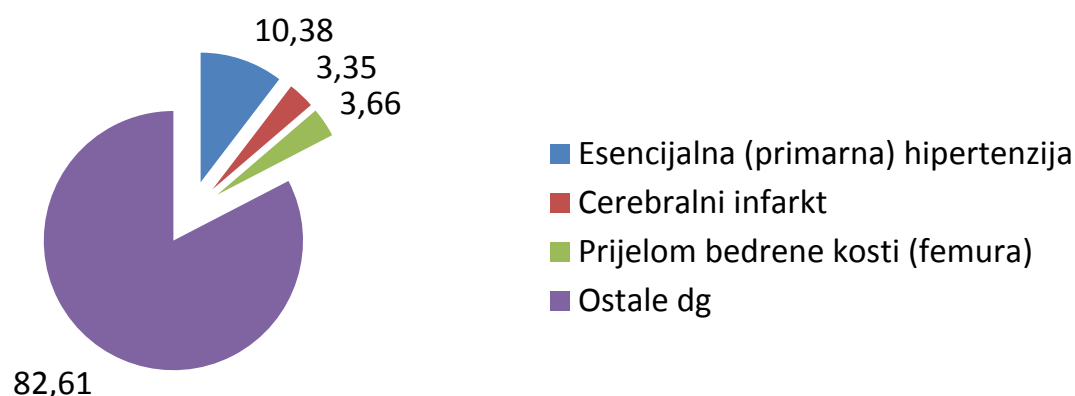 10,38
3,35
3,66
Esencijalna (primarna) hipertenzija
Cerebralni infarkt
Prijelom bedrene kosti (femura)
Ostale dg
82,61